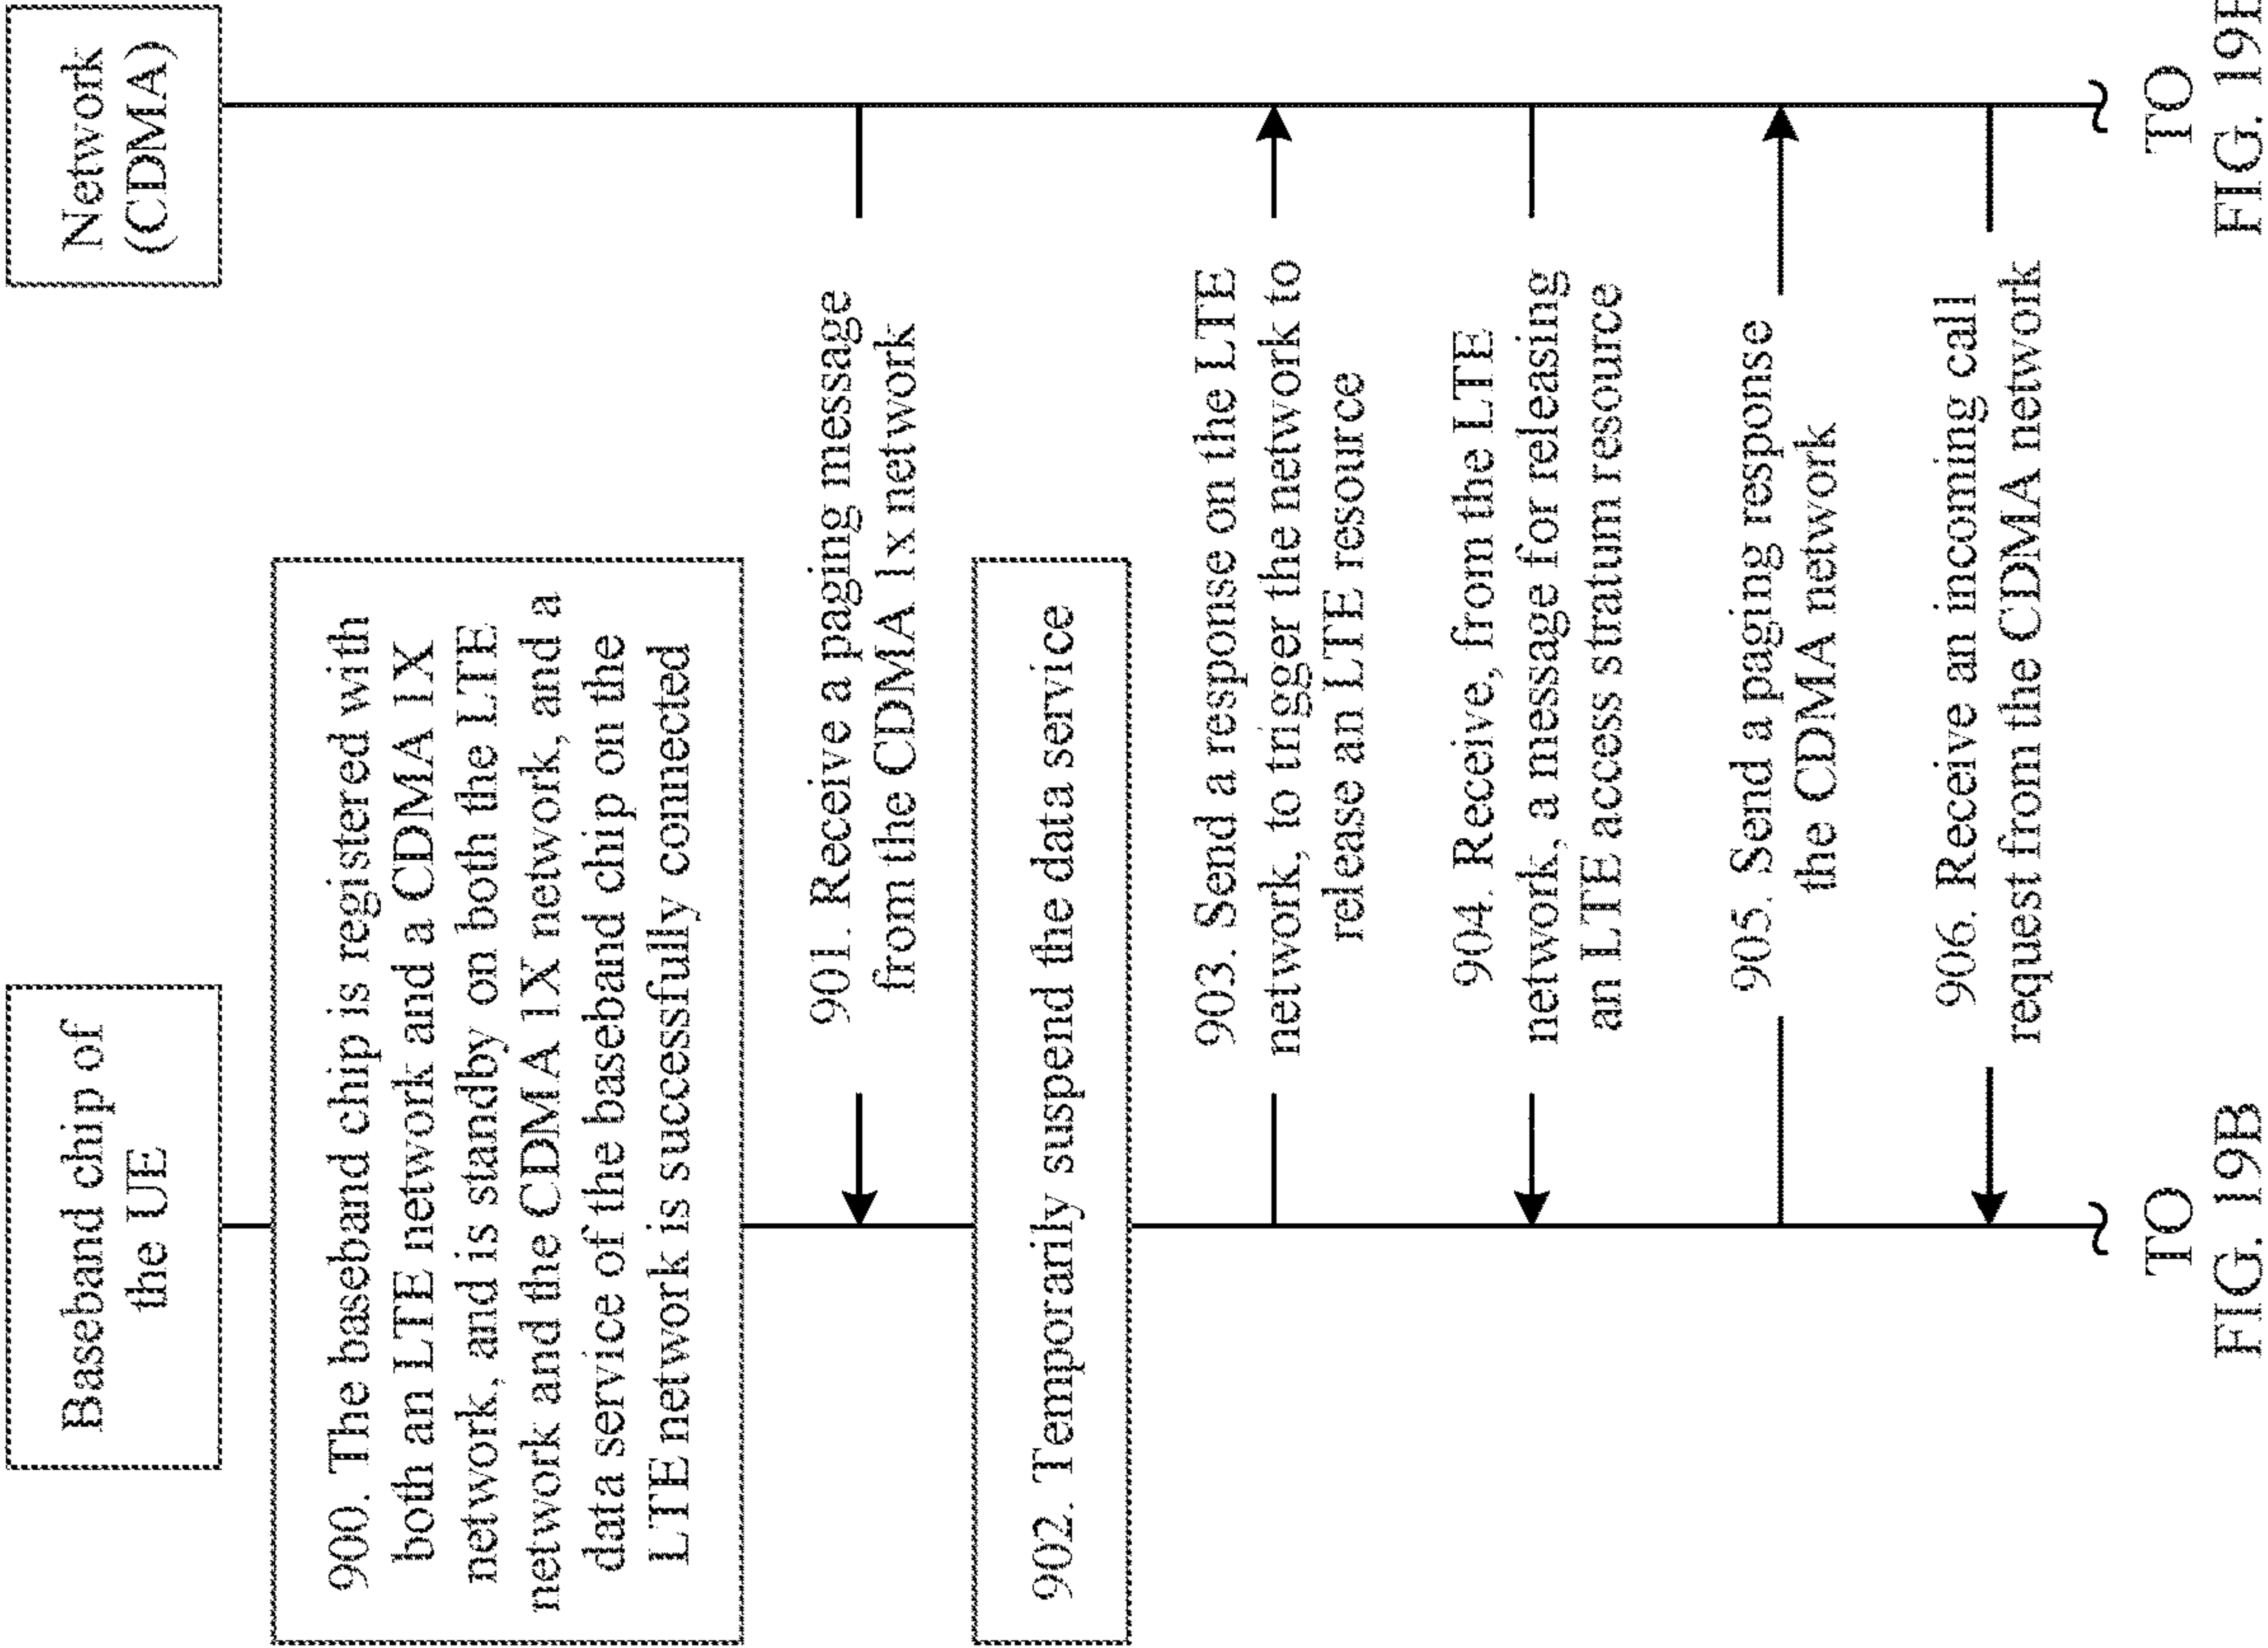 Baseband chip of
the UE
Network
(CDMA)
900. The baseband chip is registered with
both an LTE network and a CDMA 1X
network, and is standby on both the LTE
network and the CDMA 1X network, and a
data service of the baseband chip on the
LTE network is successfully connected
901. Receive a paging message
from the CDMA 1x network
902. Temporarily suspend the data service
903. Send a response on the LTE
network, to trigger the network to
release an LTE resource
904. Receive, from the LTE
network, a message for releasing
an LTE access stratum resource
905. Send a paging response
the CDMA network
906. Receive an incoming call
request from the CDMA network
TO
FIG. 19B
TO
FIG.